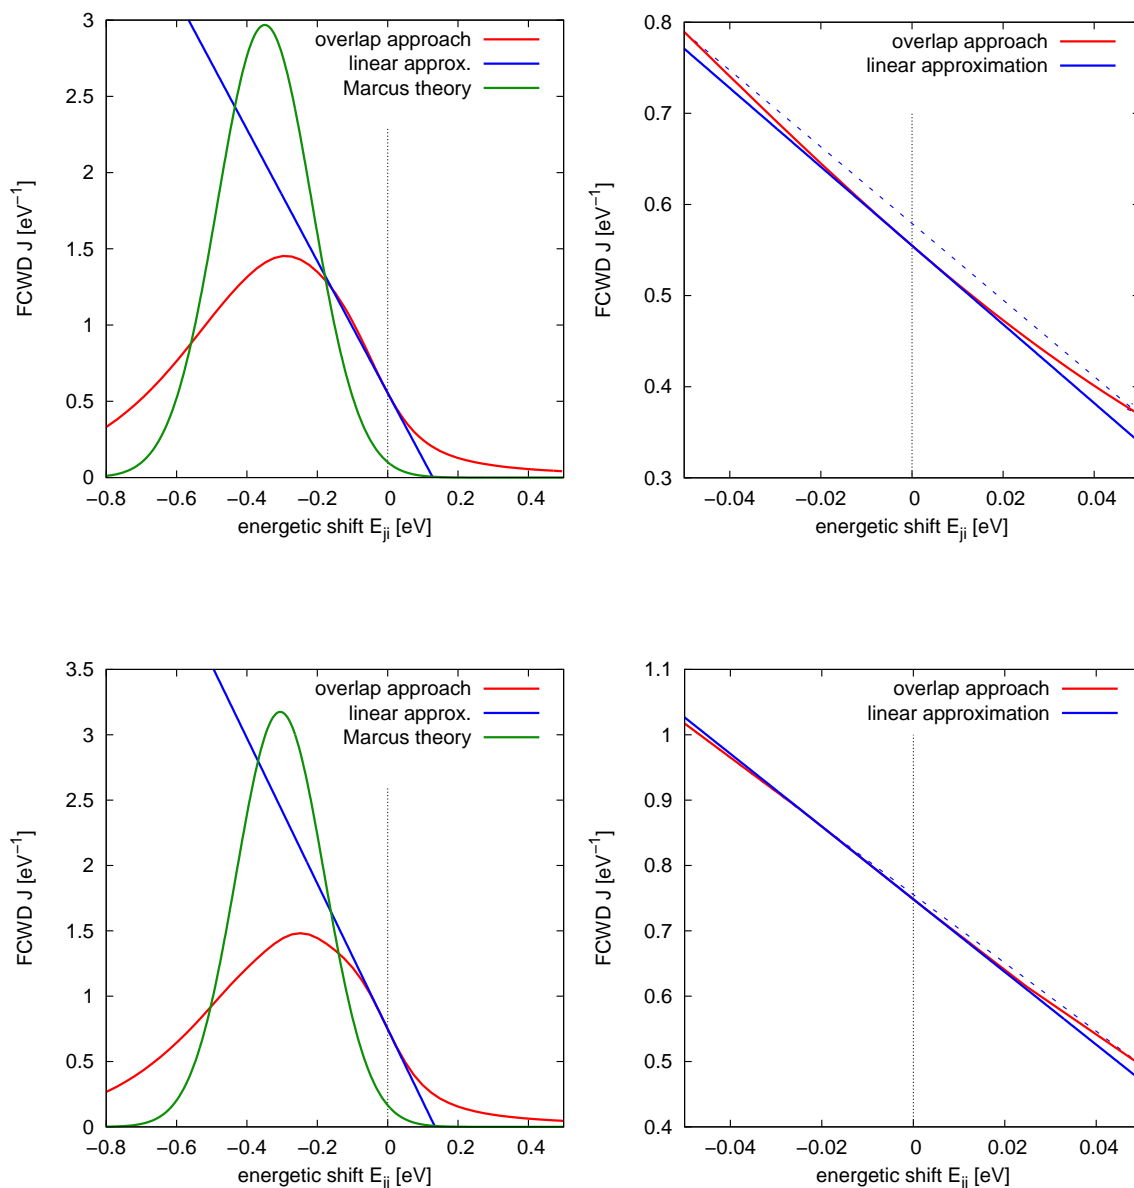 overlap approach
linear approx.
Marcus theory
FCWD J [eV⁻¹]
3
2.5
2
1.5
1
0.5
0
−0.8 −0.6 −0.4 −0.2 0 0.2 0.4
energetic shift E_ji [eV]
overlap approach
linear approximation
FCWD J [eV⁻¹]
0.8
0.7
0.6
0.5
0.4
0.3
−0.04 −0.02 0 0.02 0.04
energetic shift E_ji [eV]
overlap approach
linear approx.
Marcus theory
FCWD J [eV⁻¹]
3.5
3
2.5
2
1.5
1
0.5
0
−0.8 −0.6 −0.4 −0.2 0 0.2 0.4
energetic shift E_ji [eV]
overlap approach
linear approximation
FCWD J [eV⁻¹]
1.1
1
0.9
0.8
0.7
0.6
0.5
0.4
−0.04 −0.02 0 0.02 0.04
energetic shift E_ji [eV]